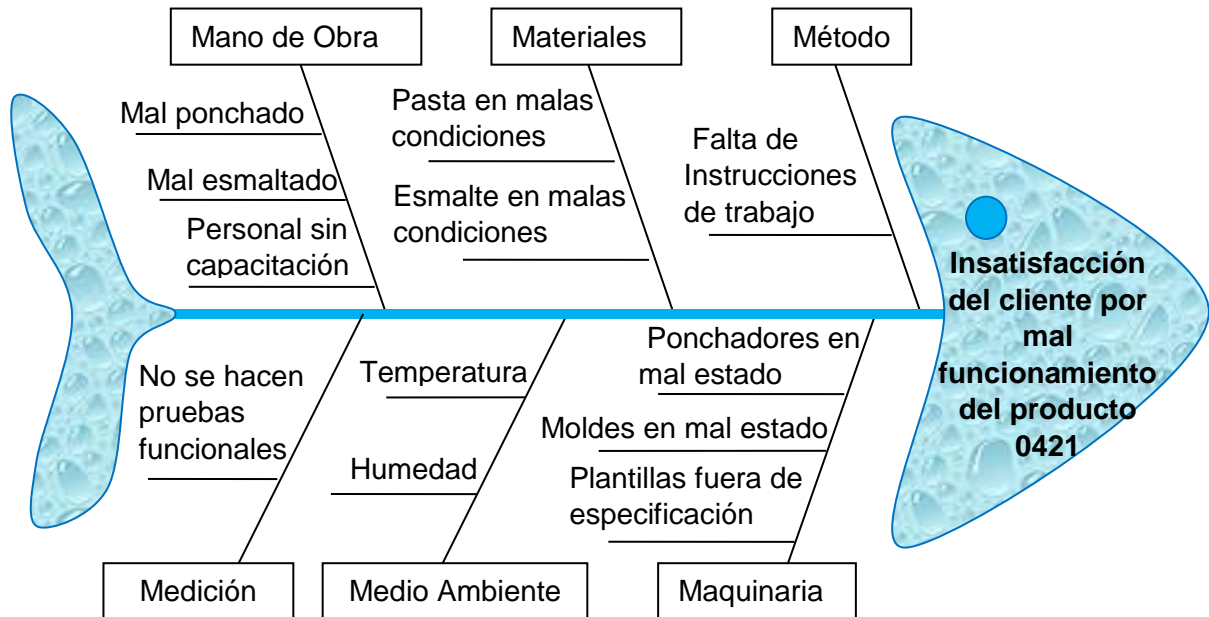 Mano de Obra
Materiales
Método
Mal ponchado
Mal esmaltado
Personal sin
capacitación
Pasta en malas
condiciones
Esmalte en malas
condiciones
Falta de
Instrucciones
de trabajo
Insatisfacción
del cliente por
mal
funcionamiento
del producto
0421
No se hacen
pruebas
funcionales
Temperatura
Humedad
Ponchadores en
mal estado
Moldes en mal estado
Plantillas fuera de
especificación
Medición
Medio Ambiente
Maquinaria